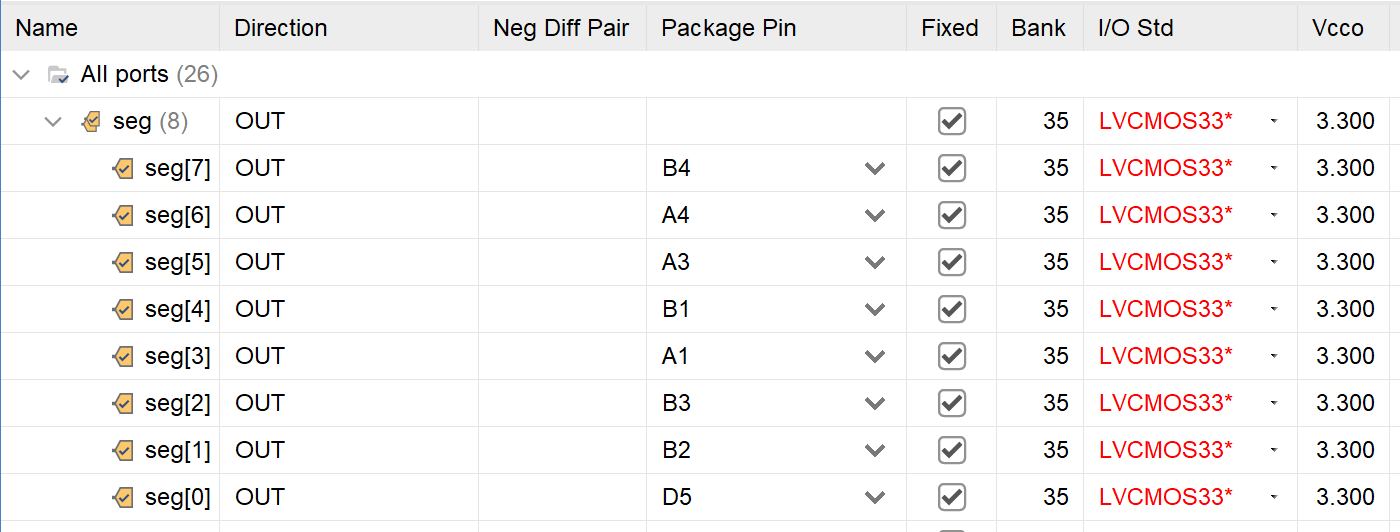 Name Direction Neg Diff Pair Package Pin Fixed Bank I/O Std Vcco
All ports (26)
seg (8) OUT 35 LVCMOS33* 3.300
seg[7] OUT B4 35 LVCMOS33* 3.300
seg[6] OUT A4 35 LVCMOS33* 3.300
seg[5] OUT A3 35 LVCMOS33* 3.300
seg[4] OUT B1 35 LVCMOS33* 3.300
seg[3] OUT A1 35 LVCMOS33* 3.300
seg[2] OUT B3 35 LVCMOS33* 3.300
seg[1] OUT B2 35 LVCMOS33* 3.300
seg[0] OUT D5 35 LVCMOS33* 3.300